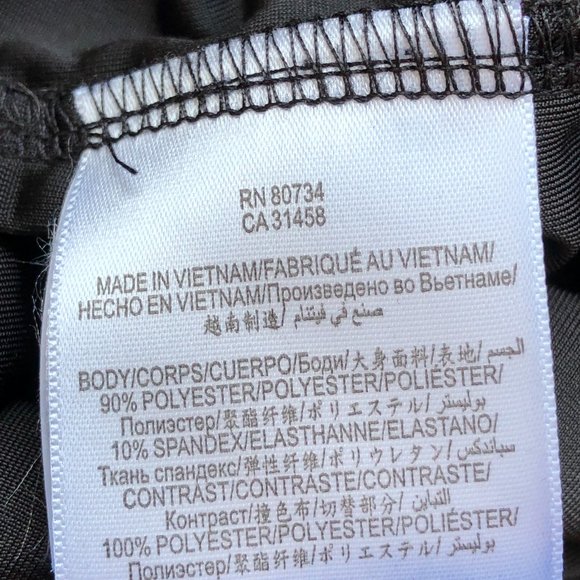 RN 80734
CA 31458
MADE IN VIETNAM/FABRIQUÉ AU VIETNAM/
HECHO EN VIETNAM/Произведено во Вьетнаме/
越南制造/ صنع في فيتنام/
BODY/CORPS/CUERPO/Боди/大身面料/表地/الجسم
90% POLYESTER/POLYESTER/POLIÉSTER/
Полиэстер/聚酯纤维/ポリエステル/بوليستر/
10% SPANDEX/ELASTHANNE/ELASTANO/
Ткань спандекс/弹性纤维/ポリウレタン/سباندكس/
CONTRAST/CONTRASTE/CONTRASTE/
Контраст/撞色布/切替部分/التباين/
100% POLYESTER/POLYESTER/POLIÉSTER/
Полиэстер/聚酯纤维/ポリエステル/بوليستر/